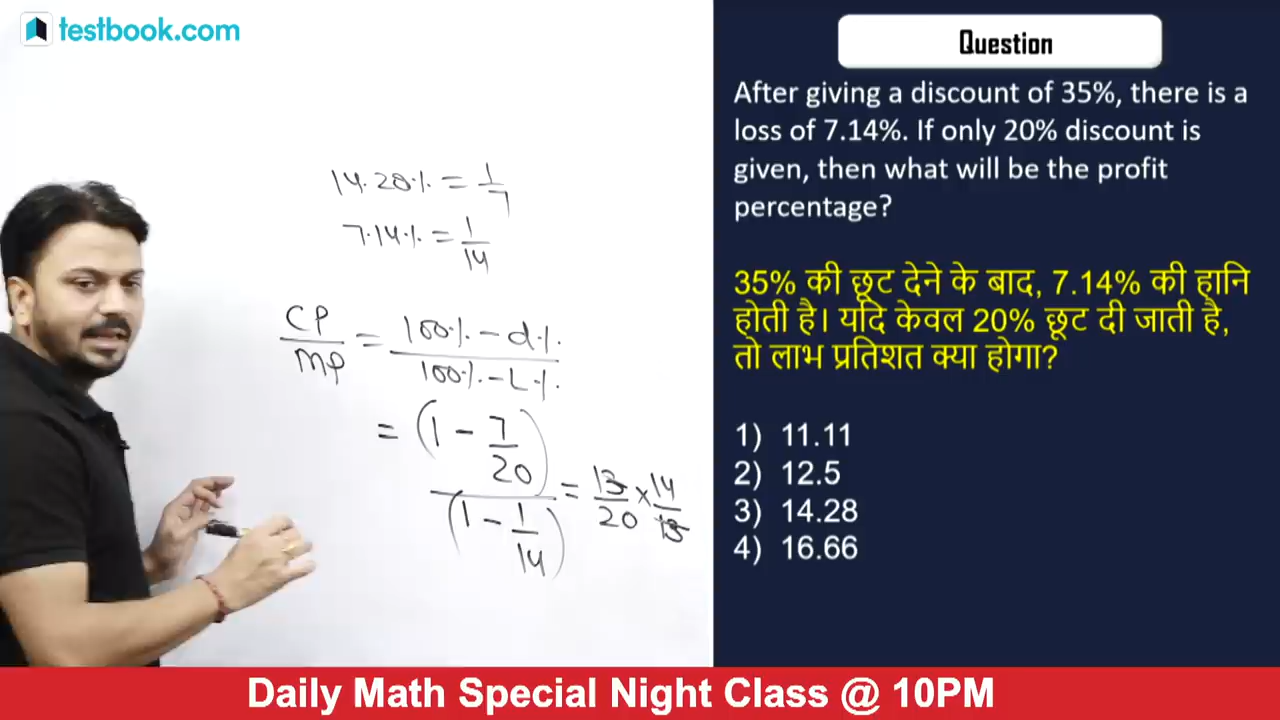 testbook.com
14.28% = 1/7
7.14% = 1/14
CP/MP = 100% - d% / 100% - L%
= (1 - 7/20) / (1 - 1/14) = 13/20 × 14/13
Question
After giving a discount of 35%, there is a
loss of 7.14%. If only 20% discount is
given, then what will be the profit
percentage?
35% की छूट देने के बाद, 7.14% की हानि
होती है। यदि केवल 20% छूट दी जाती है,
तो लाभ प्रतिशत क्या होगा?
1) 11.11
2) 12.5
3) 14.28
4) 16.66
Daily Math Special Night Class @ 10PM